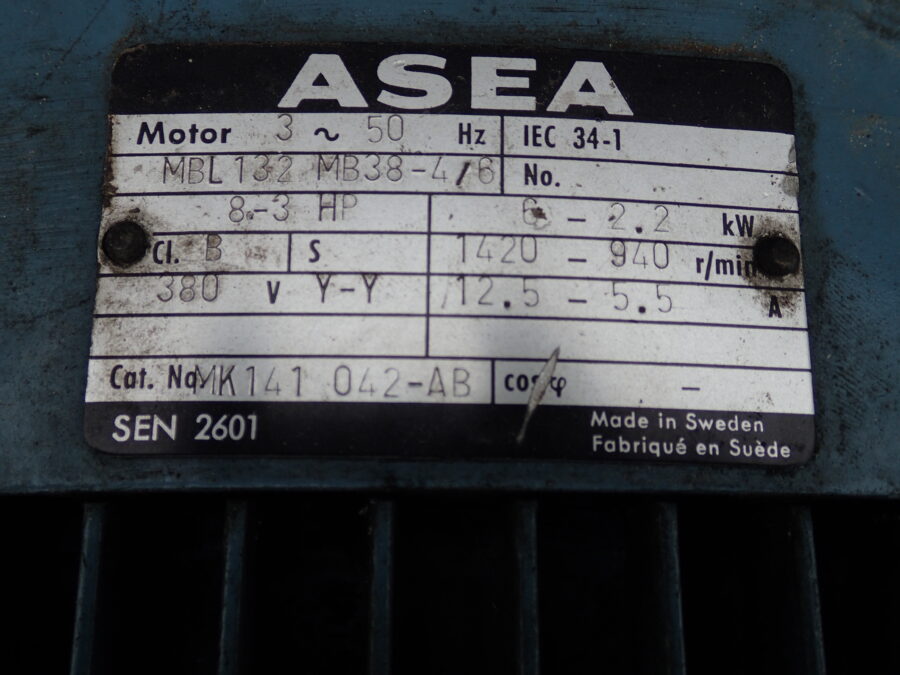 ASEA
Motor 3 ~ 50 Hz IEC 34-1
MBL 132 MB38-4/6 No.
8-3 HP 6 - 2.2 kW
Cl. B S 1420 - 940 r/min
380 V Y-Y 12.5 - 5.5 A
Cat. No MK141 042-AB cos φ -
SEN 2601 Made in Sweden
Fabriqué en Suède